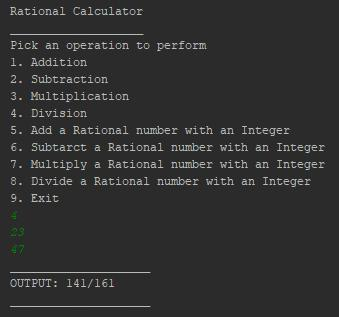 Rational Calculator
___________________
Pick an operation to perform
1. Addition
2. Subtraction
3. Multiplication
4. Division
5. Add a Rational number with an Integer
6. Subtarct a Rational number with an Integer
7. Multiply a Rational number with an Integer
8. Divide a Rational number with an Integer
9. Exit
4
23
47
____________________
OUTPUT: 141/161
____________________